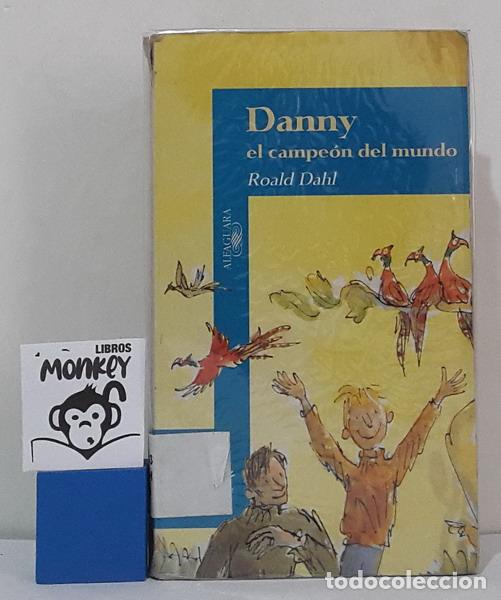 Danny
el campeón del mundo
Roald Dahl
ALFAGUARA
LIBROS
MONKEY
todocoleccion